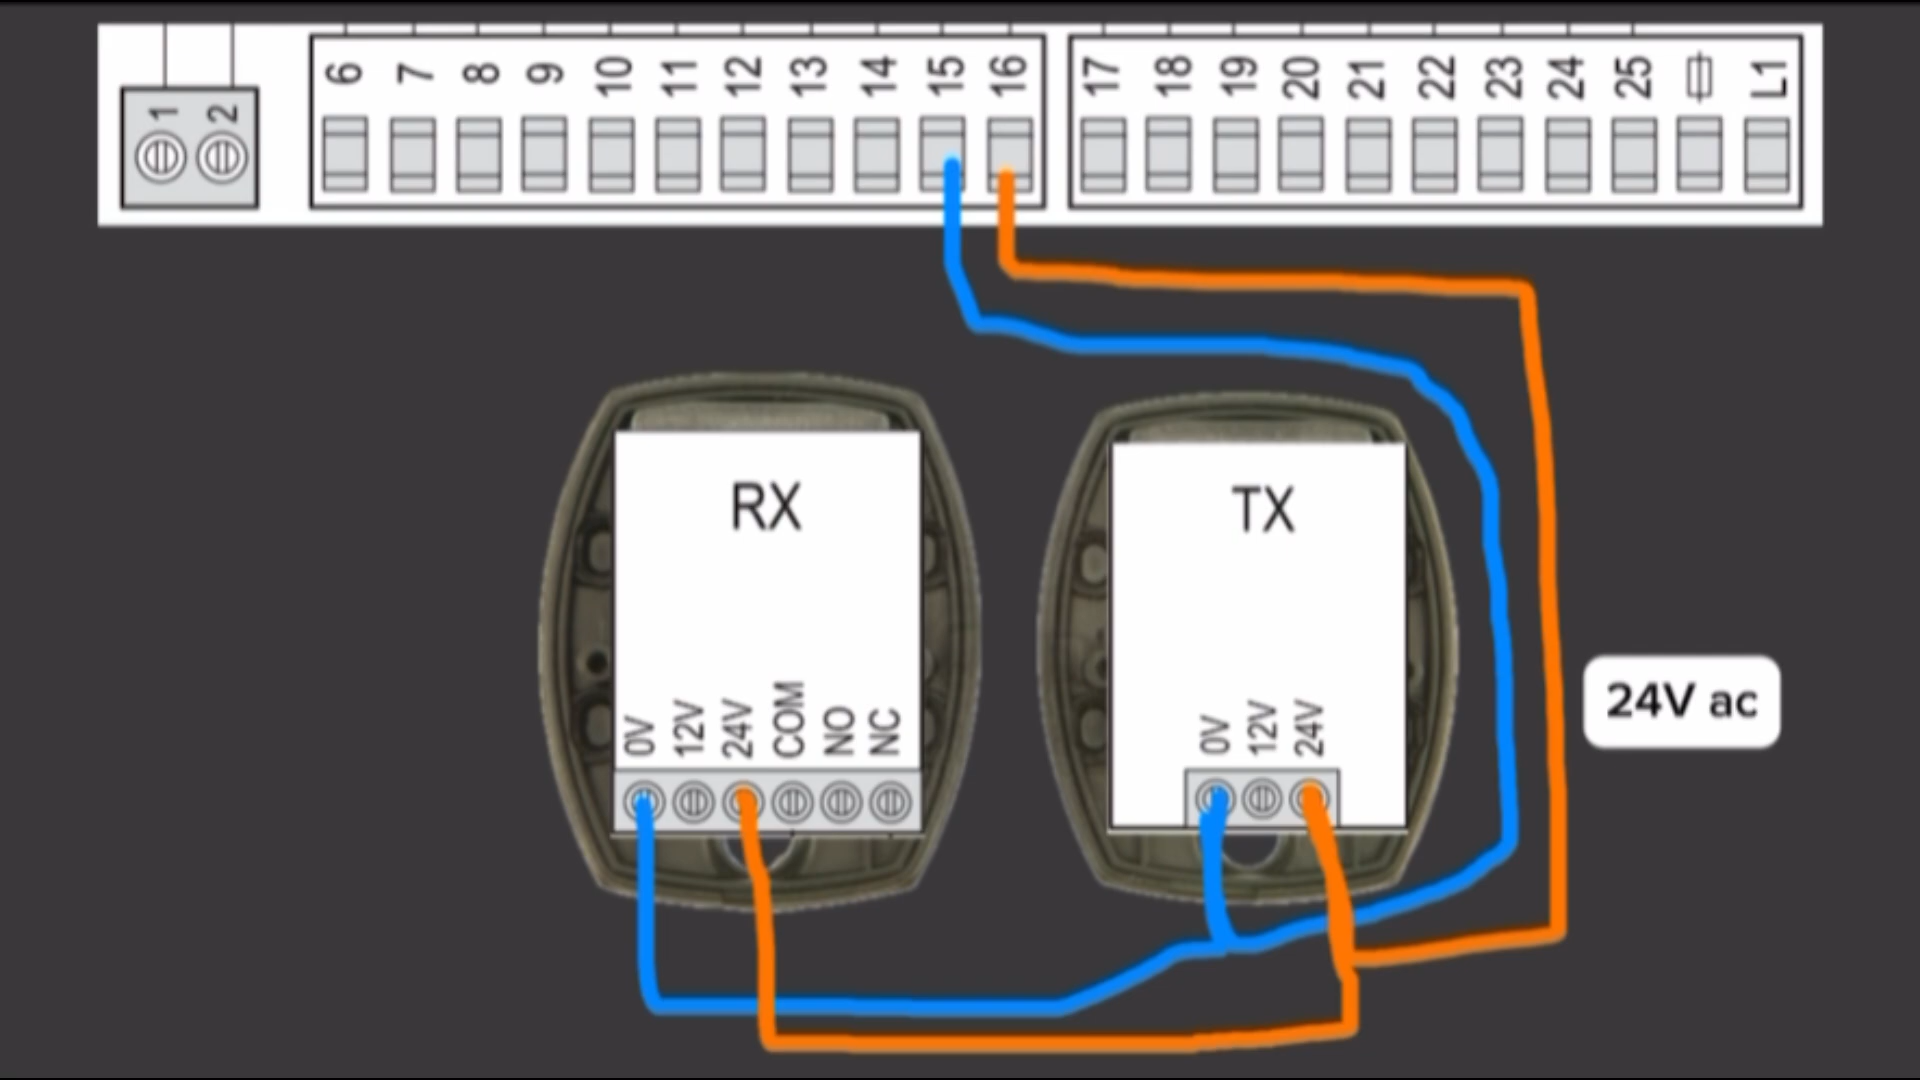 1 2
6 7 8 9 10 11 12 13 14 15 16
17 18 19 20 21 22 23 24 25 L1
RX
0V 12V 24V COM NO NC
TX
0V 12V 24V
24V ac